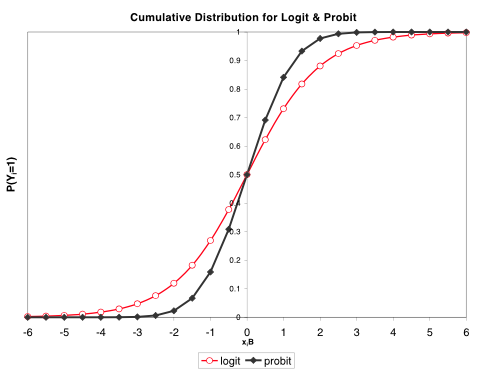 Cumulative Distribution for Logit & Probit
1
0.9
0.8
0.7
0.6
0.5
0.4
0.3
0.2
0.1
0
P(Yi=1)
-6 -5 -4 -3 -2 -1 0 1 2 3 4 5 6
xiB
logit probit